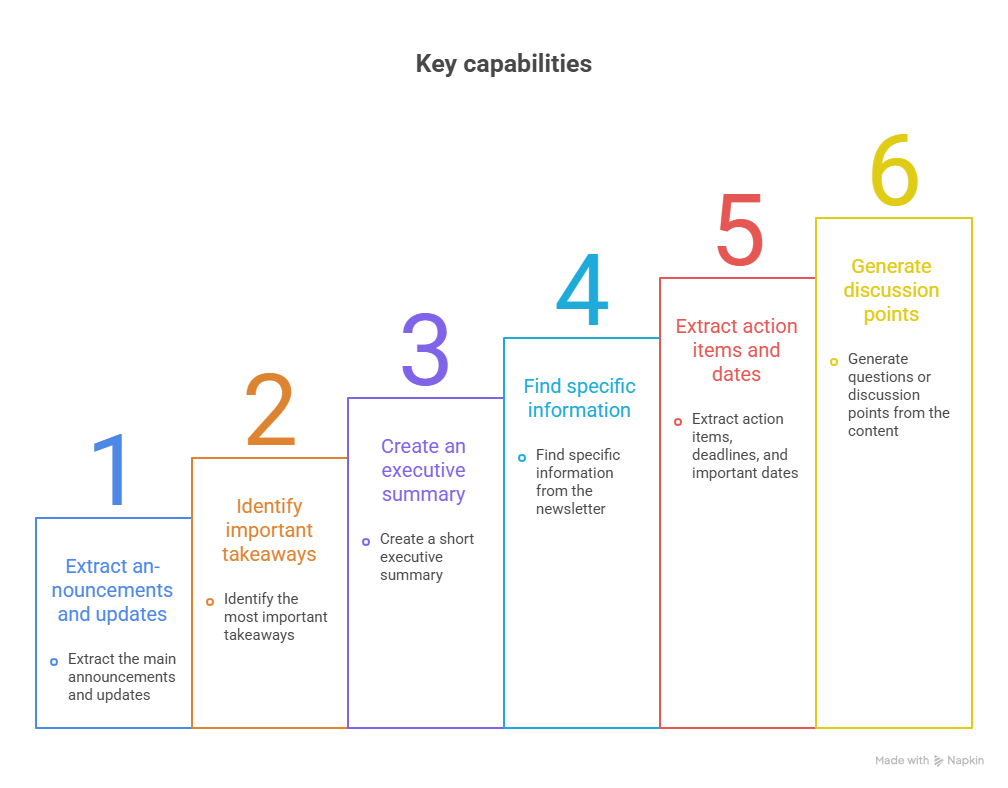 Key capabilities
1
Extract an-
nouncements
and updates
Extract the main
announcements
and updates
2
Identify
important
takeaways
Identify the
most important
takeaways
3
Create an
executive
summary
Create a short
executive
summary
4
Find specific
information
Find specific
information
from the
newsletter
5
Extract action
items and
dates
Extract action
items,
deadlines, and
important dates
6
Generate
discussion
points
Generate
questions or
discussion
points from the
content
Made with Napkin